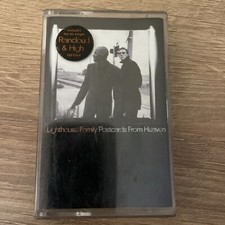 Raincloud
& High
Lighthouse Family Postcards From Heaven